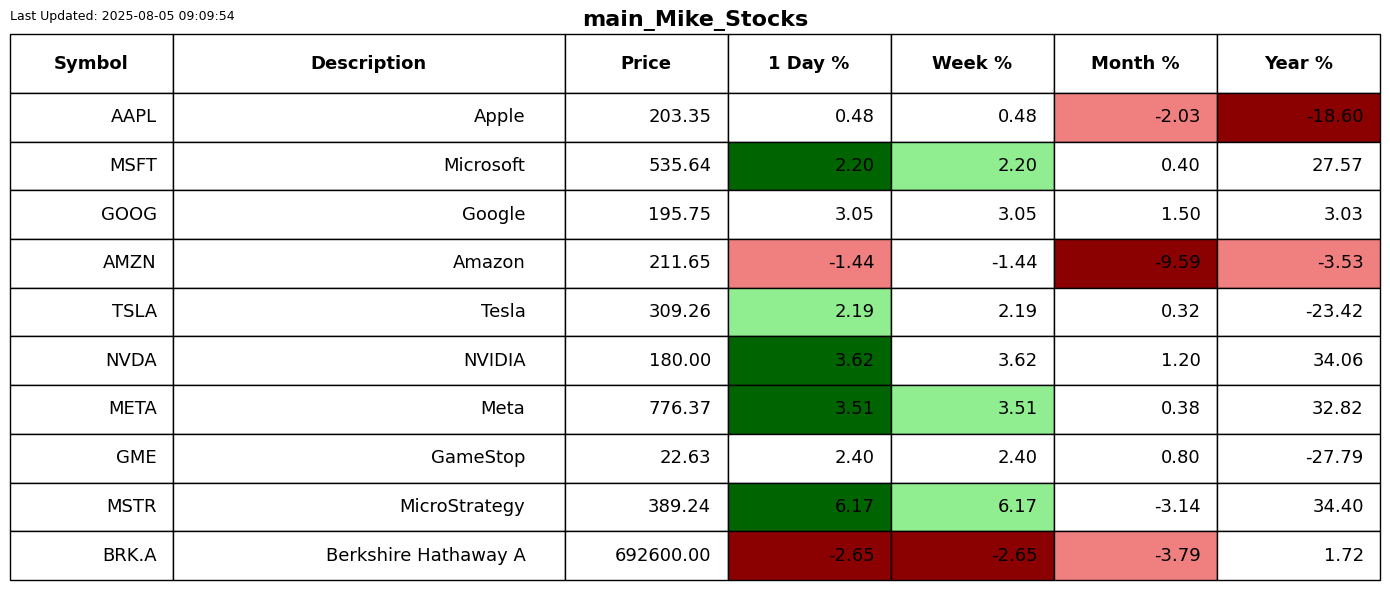 Last Updated: 2025-08-05 09:09:54
main_Mike_Stocks
Symbol Description Price 1 Day % Week % Month % Year %
AAPL Apple 203.35 0.48 0.48 -2.03 -18.60
MSFT Microsoft 535.64 2.20 2.20 0.40 27.57
GOOG Google 195.75 3.05 3.05 1.50 3.03
AMZN Amazon 211.65 -1.44 -1.44 -9.59 -3.53
TSLA Tesla 309.26 2.19 2.19 0.32 -23.42
NVDA NVIDIA 180.00 3.62 3.62 1.20 34.06
META Meta 776.37 3.51 3.51 0.38 32.82
GME GameStop 22.63 2.40 2.40 0.80 -27.79
MSTR MicroStrategy 389.24 6.17 6.17 -3.14 34.40
BRK.A Berkshire Hathaway A 692600.00 -2.65 -2.65 -3.79 1.72